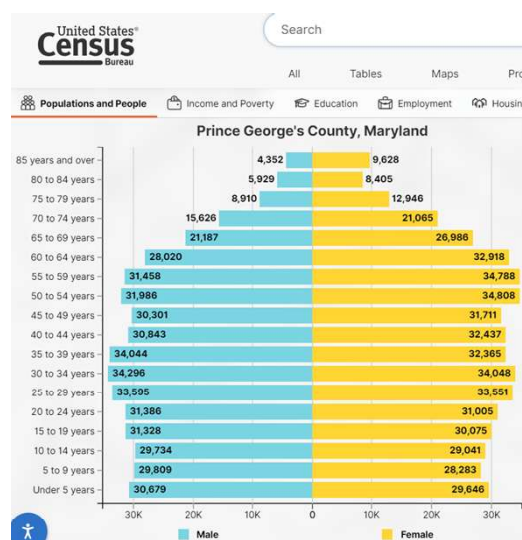 United States®
Census
Bureau
Search
All Tables Maps
Populations and People Income and Poverty Education Employment
Prince George's County, Maryland
85 years and over 4,352 9,628
80 to 84 years 5,929 8,405
75 to 79 years 8,910 12,946
70 to 74 years 15,626 21,065
65 to 69 years 21,187 26,986
60 to 64 years 28,020 32,918
55 to 59 years 31,458 34,788
50 to 54 years 31,986 34,808
45 to 49 years 30,301 31,711
40 to 44 years 30,843 32,437
35 to 39 years 34,044 32,365
30 to 34 years 34,296 34,048
25 to 29 years 33,595 33,551
20 to 24 years 31,386 31,005
15 to 19 years 31,328 30,075
10 to 14 years 29,734 29,041
5 to 9 years 29,809 28,283
Under 5 years 30,679 29,646
30K 20K 10K 0 10K 20K 30K
Male Female